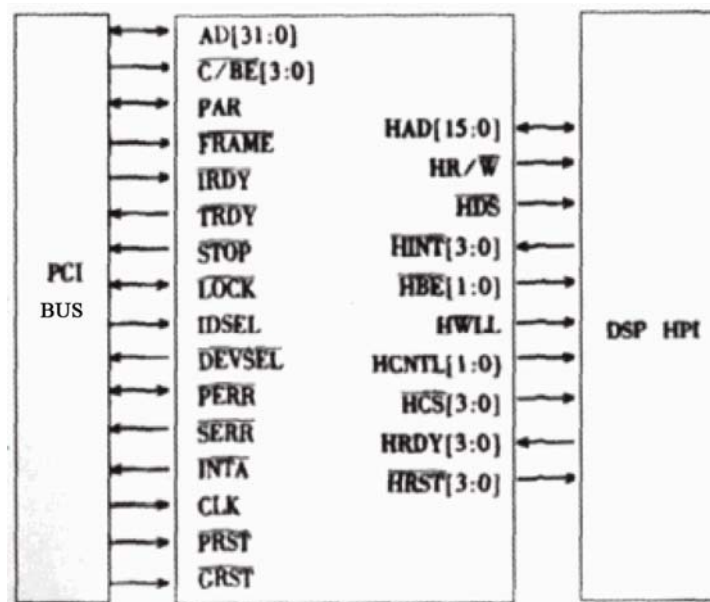 PCI
BUS
AD[31:0]
C/BE[3:0]
PAR
FRAME
IRDY
TRDY
STOP
LOCK
IDSEL
DEVSEL
PERR
SERR
INTA
CLK
PRST
GRST
HAD[15:0]
HR/W
HDS
HINT[3:0]
HBE[1:0]
HWLL
HCNTL[1:0]
HCS[3:0]
HRDY[3:0]
HRST[3:0]
DSP HPI